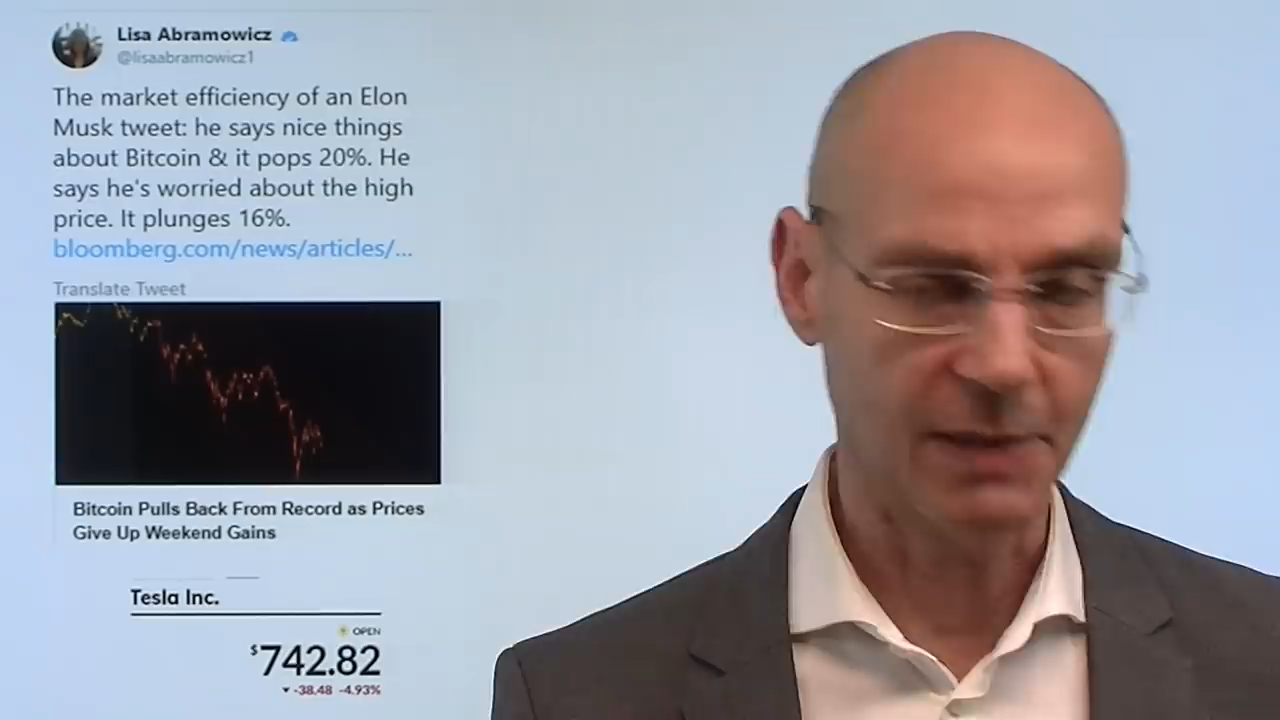 Lisa Abramowicz
@lisaabramowicz1
The market efficiency of an Elon
Musk tweet: he says nice things
about Bitcoin & it pops 20%. He
says he's worried about the high
price. It plunges 16%.
bloomberg.com/news/articles/...
Translate Tweet
Bitcoin Pulls Back From Record as Prices
Give Up Weekend Gains
Tesla Inc.
OPEN
$742.82
▼ -38.48 -4.93%